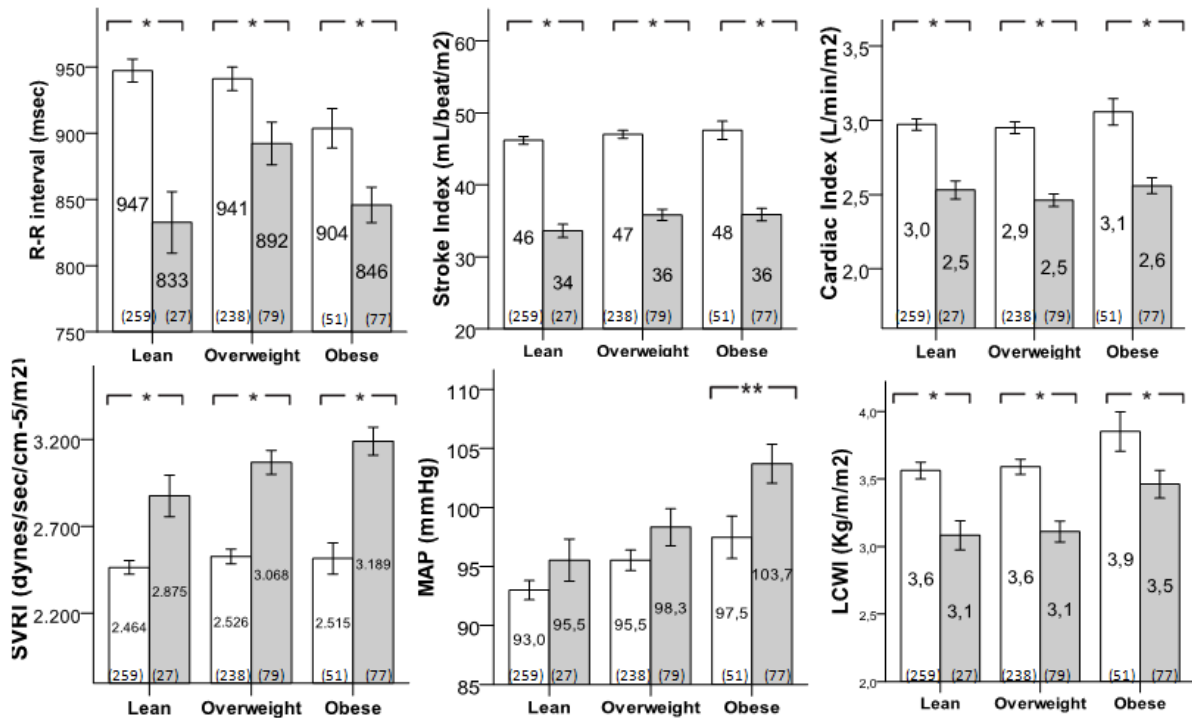 * * *
R-R interval (msec)
950
900
850
800
750
947 833 941 892 904 846
(259) (27) (238) (79) (51) (77)
Lean Overweight Obese
* * *
Stroke Index (mL/beat/m2)
60
50
40
30
20
46 34 47 36 48 36
(259) (27) (238) (79) (51) (77)
Lean Overweight Obese
* * *
Cardiac Index (L/min/m2)
3,5
3,0
2,5
2,0
3,0 2,5 2,9 2,5 3,1 2,6
(259) (27) (238) (79) (51) (77)
Lean Overweight Obese
* * *
SVRI (dynes/sec/cm-5/m2)
3.200
2.700
2.200
2.464 2.875 2.526 3.068 2.515 3.189
(259) (27) (238) (79) (51) (77)
Lean Overweight Obese
**
MAP (mmHg)
110
105
100
95
90
85
93,0 95,5 95,5 98,3 97,5 103,7
(259) (27) (238) (79) (51) (77)
Lean Overweight Obese
* * *
LCWI (Kg/m/m2)
4,0
3,5
3,0
2,5
2,0
3,6 3,1 3,6 3,1 3,9 3,5
(259) (27) (238) (79) (51) (77)
Lean Overweight Obese